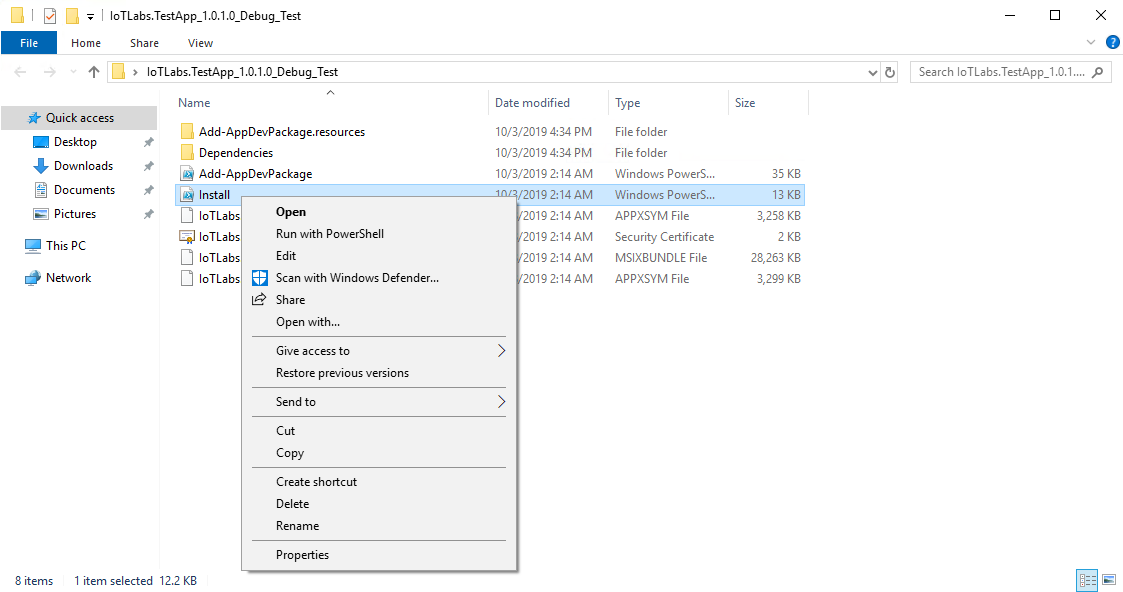 IoTLabs.TestApp_1.0.1.0_Debug_Test
File Home Share View
IoTLabs.TestApp_1.0.1.0_Debug_Test
Search IoTLabs.TestApp_1.0.1....
Name Date modified Type Size
Quick access
Desktop
Downloads
Documents
Pictures
This PC
Network
Add-AppDevPackage.resources 10/3/2019 4:34 PM File folder
Dependencies 10/3/2019 4:34 PM File folder
Add-AppDevPackage 10/3/2019 2:14 AM Windows PowerS... 35 KB
Install 10/3/2019 2:14 AM Windows PowerS... 13 KB
IoTLabs /2019 2:14 AM APPXSYM File 3,258 KB
IoTLabs /2019 2:14 AM Security Certificate 2 KB
IoTLabs /2019 2:14 AM MSIXBUNDLE File 28,263 KB
IoTLabs /2019 2:14 AM APPXSYM File 3,299 KB
Open
Run with PowerShell
Edit
Scan with Windows Defender...
Share
Open with...
Give access to
Restore previous versions
Send to
Cut
Copy
Create shortcut
Delete
Rename
Properties
8 items 1 item selected 12.2 KB